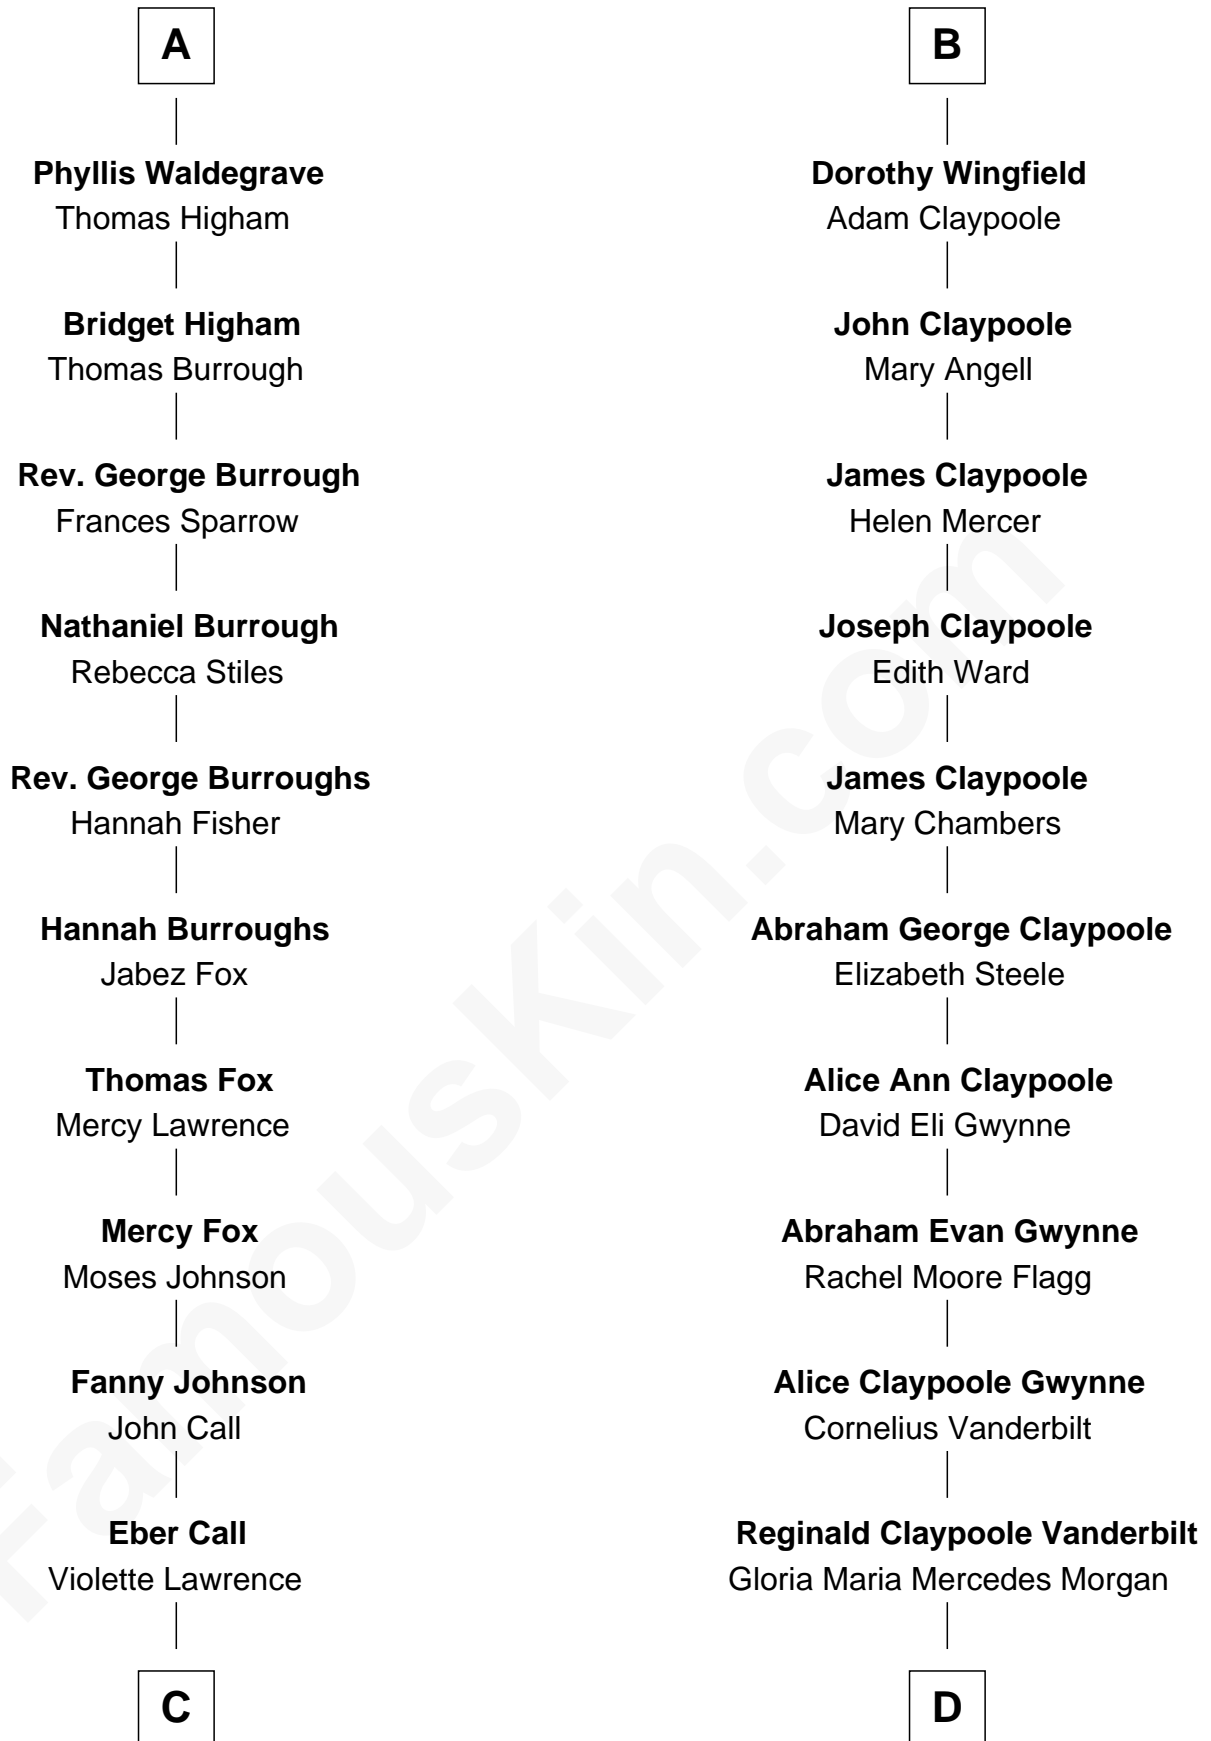 A
Phyllis Waldegrave
Thomas Higham
Bridget Higham
Thomas Burrough
Rev. George Burrough
Frances Sparrow
Nathaniel Burrough
Rebecca Stiles
Rev. George Burroughs
Hannah Fisher
Hannah Burroughs
Jabez Fox
Thomas Fox
Mercy Lawrence
Mercy Fox
Moses Johnson
Fanny Johnson
John Call
Eber Call
Violette Lawrence
C
B
Dorothy Wingfield
Adam Claypoole
John Claypoole
Mary Angell
James Claypoole
Helen Mercer
Joseph Claypoole
Edith Ward
James Claypoole
Mary Chambers
Abraham George Claypoole
Elizabeth Steele
Alice Ann Claypoole
David Eli Gwynne
Abraham Evan Gwynne
Rachel Moore Flagg
Alice Claypoole Gwynne
Cornelius Vanderbilt
Reginald Claypoole Vanderbilt
Gloria Maria Mercedes Morgan
D
FamousKin.com